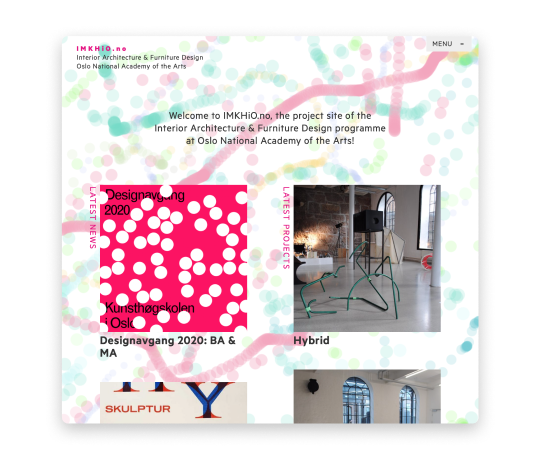 IMKHiO.no
Interior Architecture & Furniture Design
Oslo National Academy of the Arts
MENU
Welcome to IMKHiO.no, the project site of the
Interior Architecture & Furniture Design programme
at Oslo National Academy of the Arts!
LATEST NEWS
Designavgang
2020
Kunsthøgskolen
i Oslo
Designavgang 2020: BA &
MA
SKULPTUR
LATEST PROJECTS
Hybrid